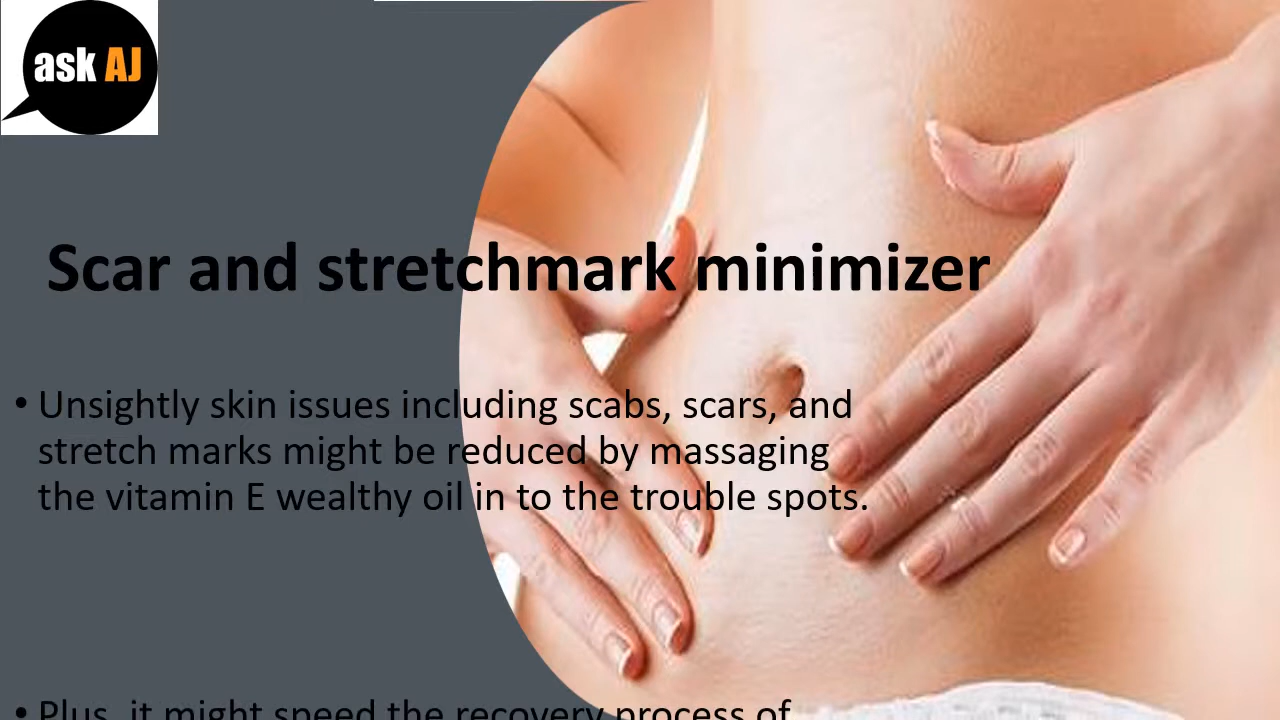 ask AJ
Scar and stretchmark minimizer
• Unsightly skin issues including scabs, scars, and
stretch marks might be reduced by massaging
the vitamin E wealthy oil in to the trouble spots.
• Plus, it might speed the recovery process of